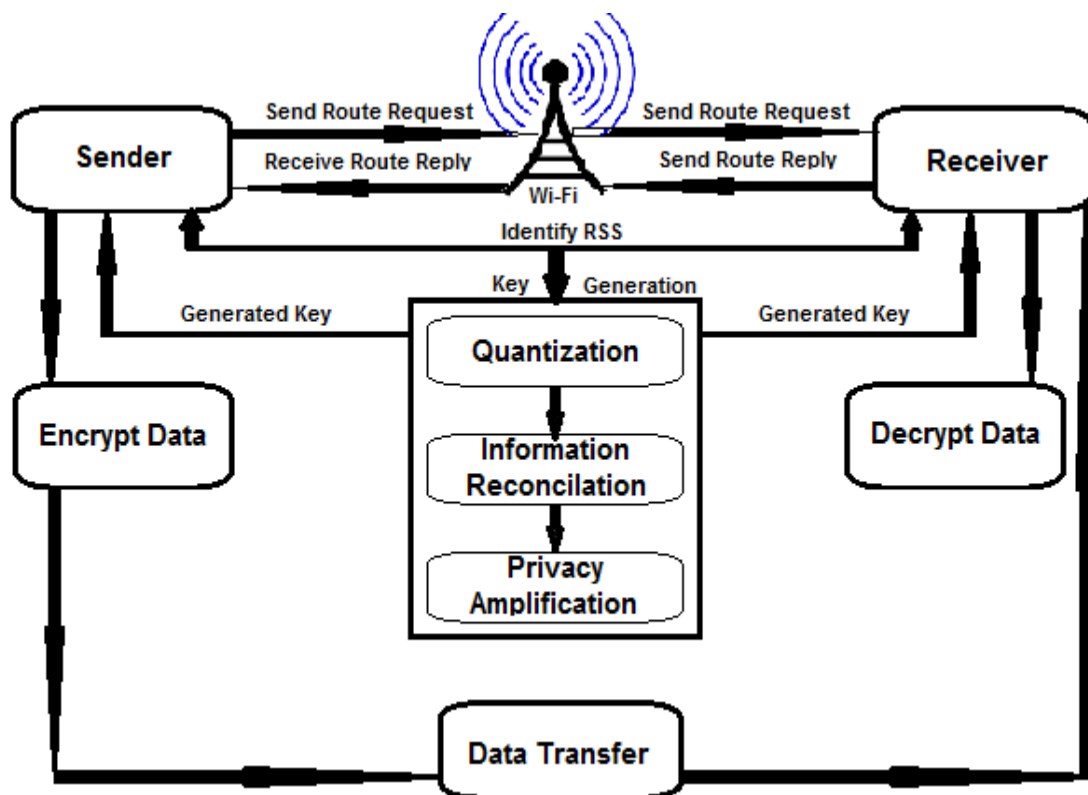 Send Route Request
Send Route Request
Sender
Receive Route Reply
Send Route Reply
Receiver
Wi-Fi
Identify RSS
Key Generation
Generated Key
Generated Key
Quantization
Encrypt Data
Information
Reconcilation
Decrypt Data
Privacy
Amplification
Data Transfer